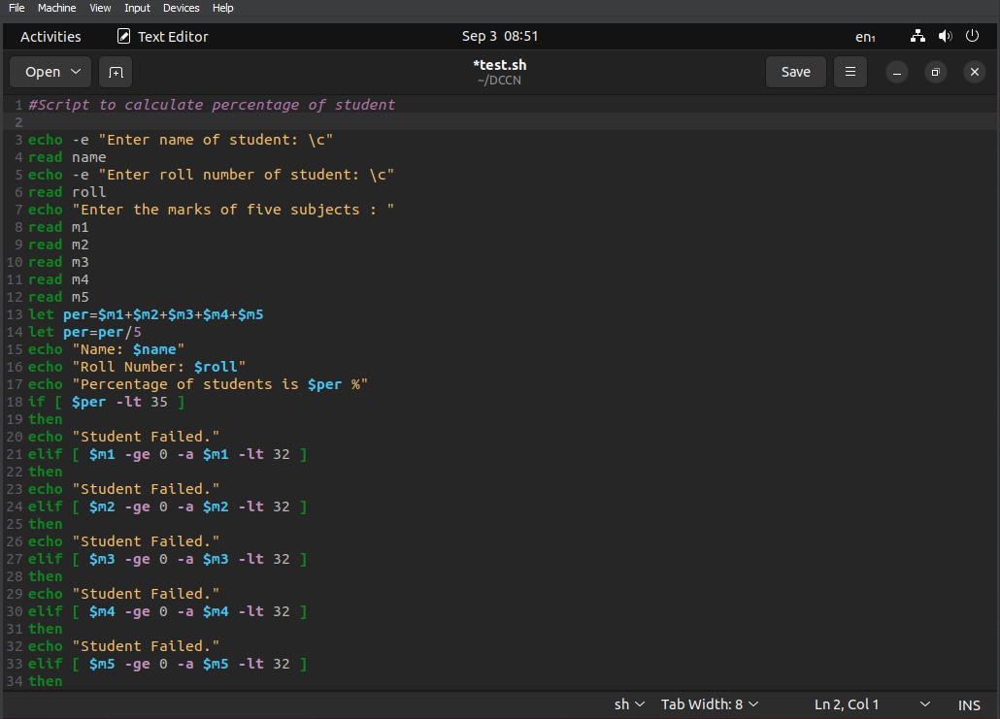 File Machine View Input Devices Help
Activities Text Editor Sep 3 08:51 en₁
Open *test.sh Save
~/DCCN
1 #Script to calculate percentage of student
2
3 echo -e "Enter name of student: \c"
4 read name
5 echo -e "Enter roll number of student: \c"
6 read roll
7 echo "Enter the marks of five subjects : "
8 read m1
9 read m2
10 read m3
11 read m4
12 read m5
13 let per=$m1+$m2+$m3+$m4+$m5
14 let per=per/5
15 echo "Name: $name"
16 echo "Roll Number: $roll"
17 echo "Percentage of students is $per %"
18 if [ $per -lt 35 ]
19 then
20 echo "Student Failed."
21 elif [ $m1 -ge 0 -a $m1 -lt 32 ]
22 then
23 echo "Student Failed."
24 elif [ $m2 -ge 0 -a $m2 -lt 32 ]
25 then
26 echo "Student Failed."
27 elif [ $m3 -ge 0 -a $m3 -lt 32 ]
28 then
29 echo "Student Failed."
30 elif [ $m4 -ge 0 -a $m4 -lt 32 ]
31 then
32 echo "Student Failed."
33 elif [ $m5 -ge 0 -a $m5 -lt 32 ]
34 then
sh Tab Width: 8 Ln 2, Col 1 INS